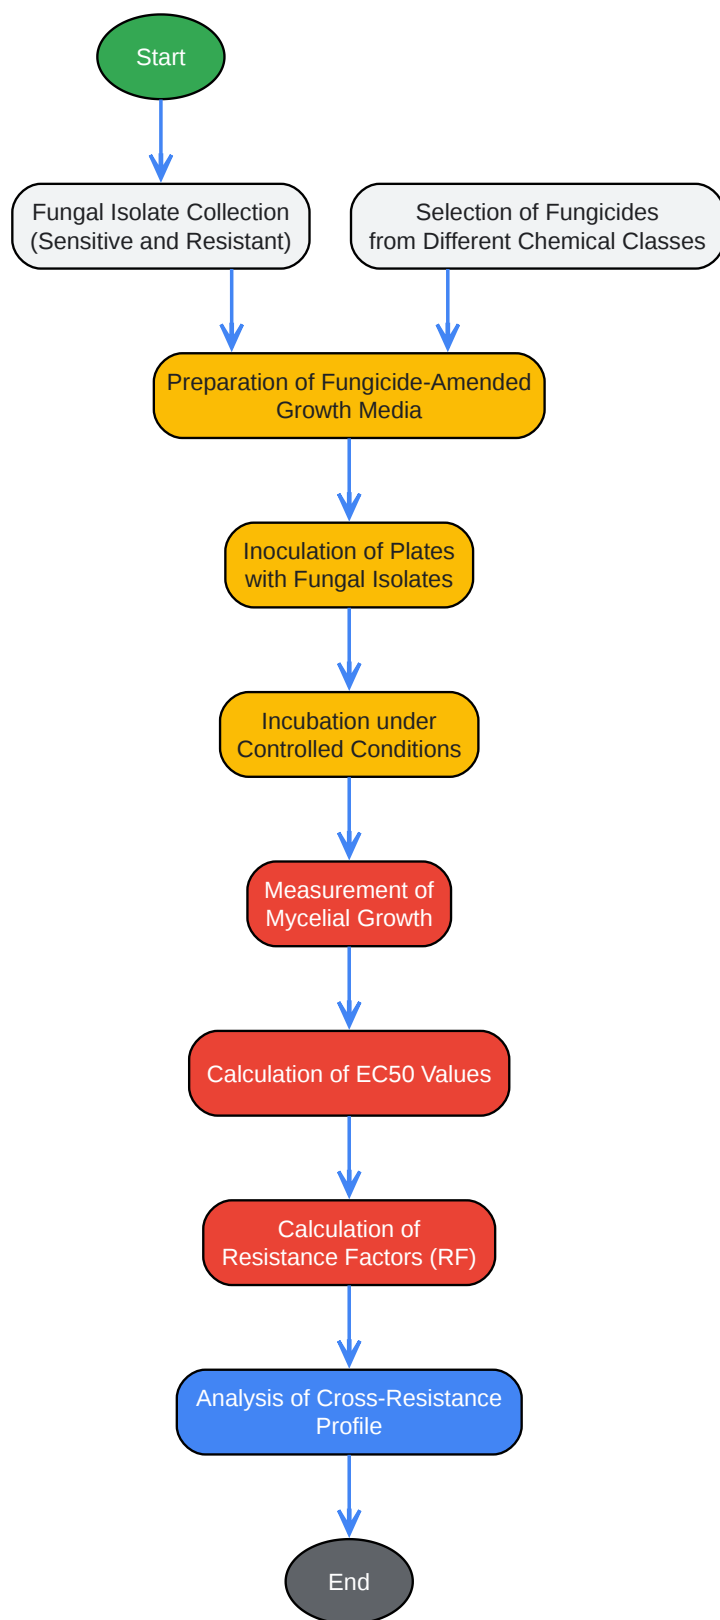 Start
Fungal Isolate Collection
(Sensitive and Resistant)
Selection of Fungicides
from Different Chemical Classes
Preparation of Fungicide-Amended
Growth Media
Inoculation of Plates
with Fungal Isolates
Incubation under
Controlled Conditions
Measurement of
Mycelial Growth
Calculation of EC50 Values
Calculation of
Resistance Factors (RF)
Analysis of Cross-Resistance
Profile
End